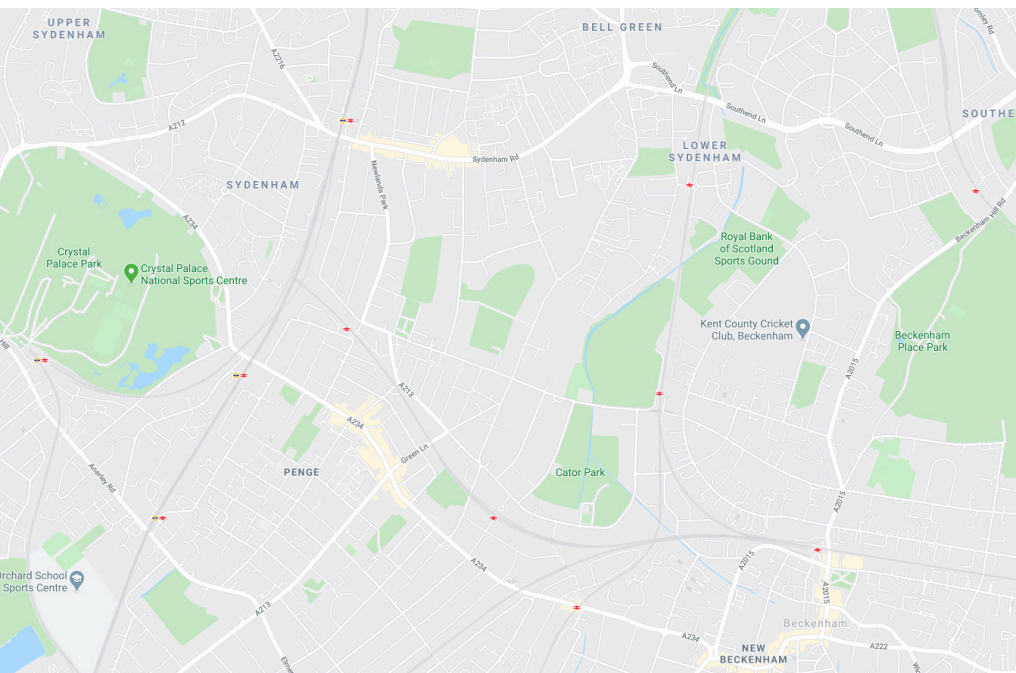 UPPER
SYDENHAM
BELL GREEN
A2216
Southend Ln
Southend Ln
Southend Ln
SOUTHE
A212
Sydenham Rd
LOWER
SYDENHAM
Newlands Park
SYDENHAM
A234
Beckenham Hill Rd
Crystal
Palace Park
Crystal Palace
National Sports Centre
Royal Bank
of Scotland
Sports Gound
Kent County Cricket
Club, Beckenham
Beckenham
Place Park
Hill
A2015
A213
A234
Green Ln
PENGE
Cator Park
Anerley Rd
A2015
A2015
A234
Orchard School
Sports Centre
A213
A2015
Beckenham
A234
A222
NEW
BECKENHAM